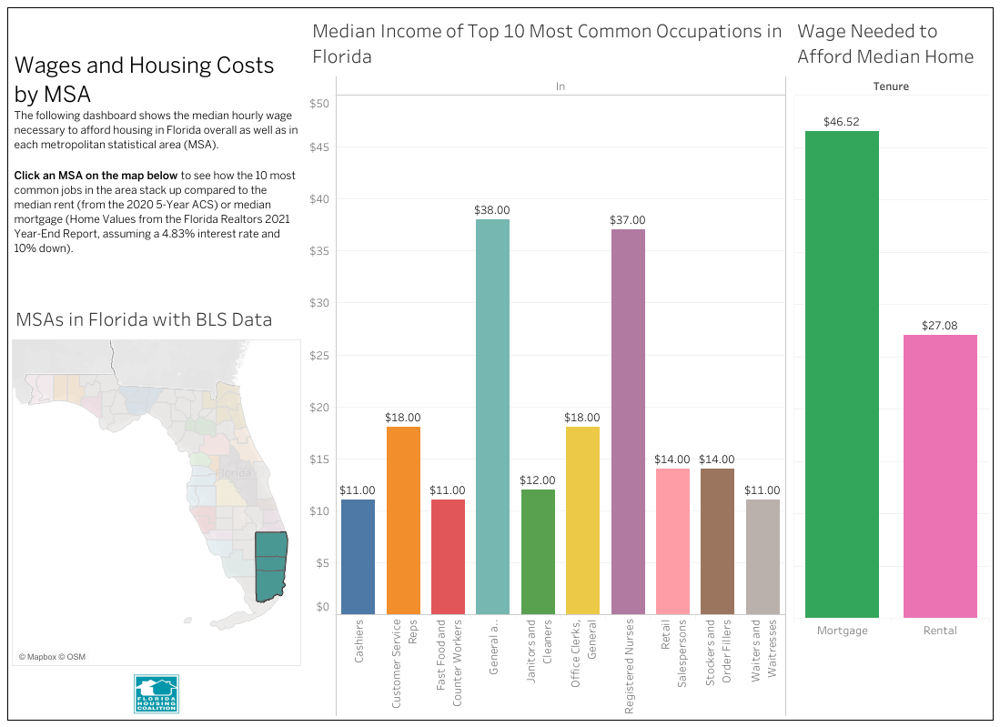 Wages and Housing Costs
by MSA
The following dashboard shows the median hourly wage
necessary to afford housing in Florida overall as well as in
each metropolitan statistical area (MSA).
Click an MSA on the map below to see how the 10 most
common jobs in the area stack up compared to the
median rent (from the 2020 5-Year ACS) or median
mortgage (Home Values from the Florida Realtors 2021
Year-End Report, assuming a 4.83% interest rate and
10% down).
MSAs in Florida with BLS Data
Florida
© Mapbox © OSM
FLORIDA
HOUSING
COALITION
Median Income of Top 10 Most Common Occupations in
Florida
In
$50
$45
$40
$35
$30
$25
$20
$15
$10
$5
$0
$11.00
$18.00
$11.00
$38.00
$12.00
$18.00
$37.00
$14.00
$14.00
$11.00
Cashiers
Customer Service
Reps
Fast Food and
Counter Workers
General a..
Janitors and
Cleaners
Office Clerks,
General
Registered Nurses
Retail
Salespersons
Stockers and
Order Fillers
Waiters and
Waitresses
Wage Needed to
Afford Median Home
Tenure
$46.52
$27.08
Mortgage
Rental